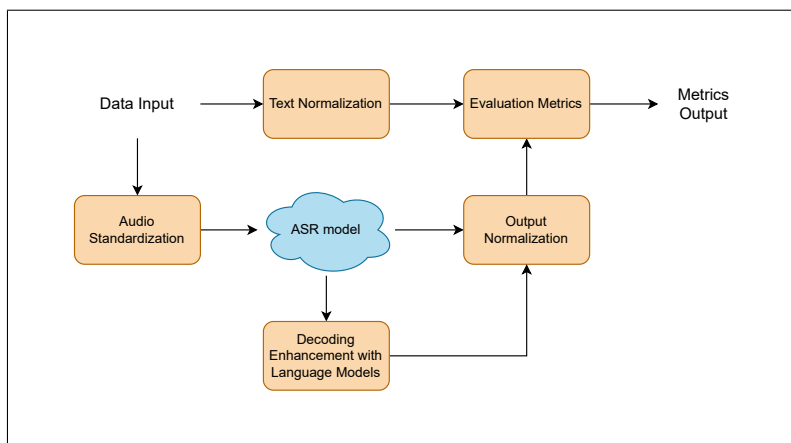 Data Input
Text Normalization
Evaluation Metrics
Metrics
Output
Audio
Standardization
ASR model
Output
Normalization
Decoding
Enhancement with
Language Models